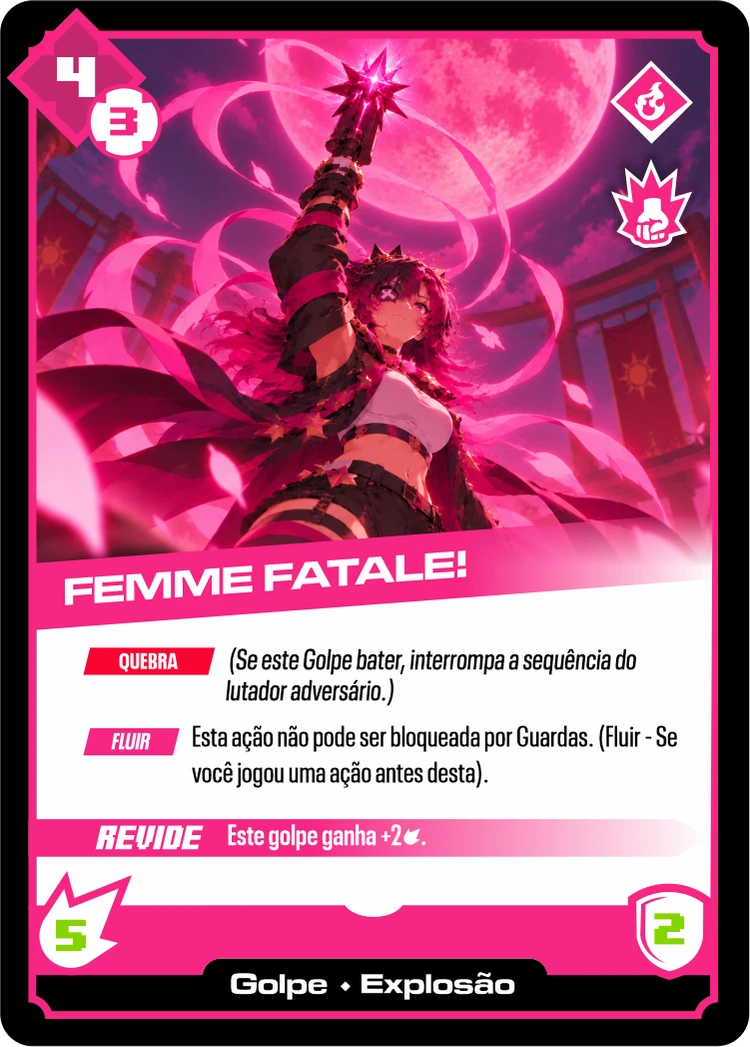 4
3
FEMME FATALE!
QUEBRA (Se este Golpe bater, interrompa a sequência do
lutador adversário.)
FLUIR Esta ação não pode ser bloqueada por Guardas. (Fluir - Se
você jogou uma ação antes desta).
REVIDE Este golpe ganha +2.
5
2
Golpe • Explosão